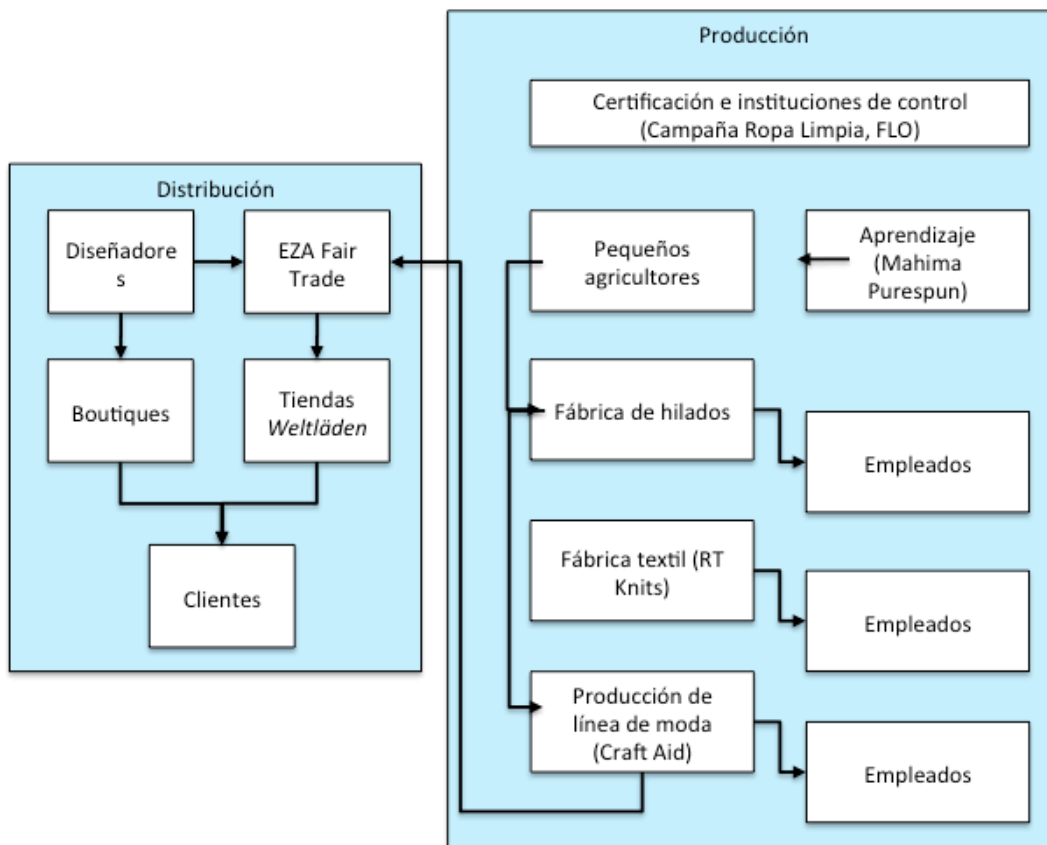 Producción
Certificación e instituciones de control
(Campaña Ropa Limpia, FLO)
Distribución
Diseñadore
s
EZA Fair
Trade
Pequeños
agricultores
Aprendizaje
(Mahima
Purespun)
Boutiques
Tiendas
Weltläden
Fábrica de hilados
Empleados
Clientes
Fábrica textil (RT
Knits)
Empleados
Producción de
línea de moda
(Craft Aid)
Empleados